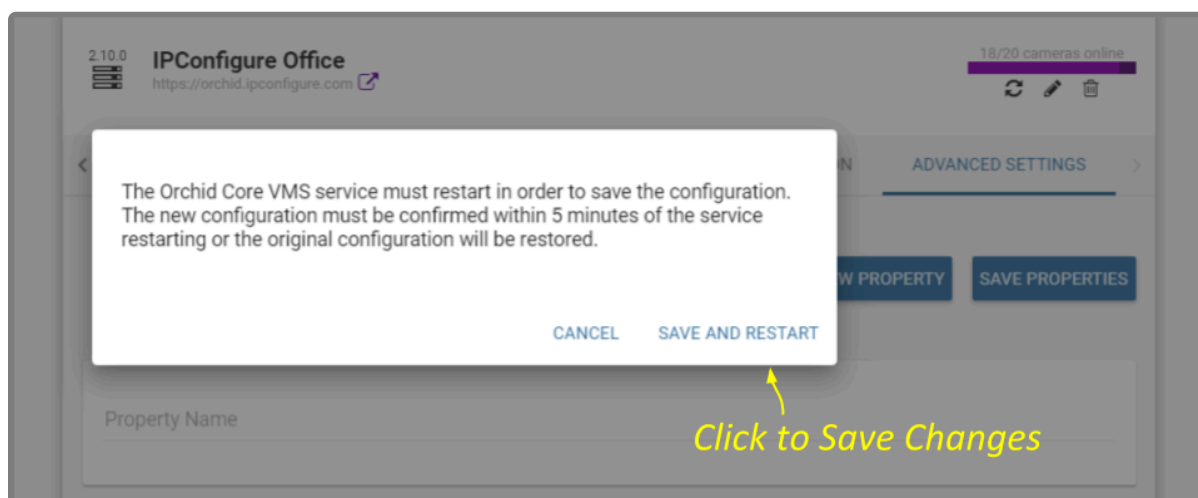 2.10.0
IPConfigure Office
https://orchid.ipconfigure.com
18/20 cameras online
ON
ADVANCED SETTINGS
The Orchid Core VMS service must restart in order to save the configuration.
The new configuration must be confirmed within 5 minutes of the service
restarting or the original configuration will be restored.
W PROPERTY
SAVE PROPERTIES
CANCEL
SAVE AND RESTART
Property Name
Click to Save Changes